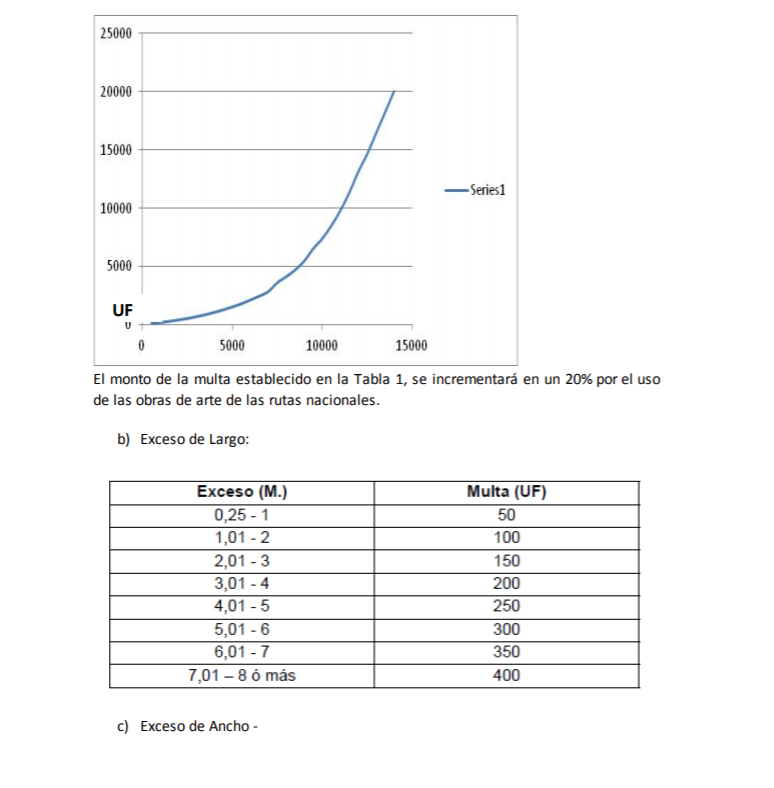 25000
20000
15000
10000
5000
UF
0
0 5000 10000 15000
Series1
El monto de la multa establecido en la Tabla 1, se incrementará en un 20% por el uso
de las obras de arte de las rutas nacionales.
b) Exceso de Largo:
Exceso (M.) Multa (UF)
0,25 - 1 50
1,01 - 2 100
2,01 - 3 150
3,01 - 4 200
4,01 - 5 250
5,01 - 6 300
6,01 - 7 350
7,01 – 8 ó más 400
c) Exceso de Ancho -